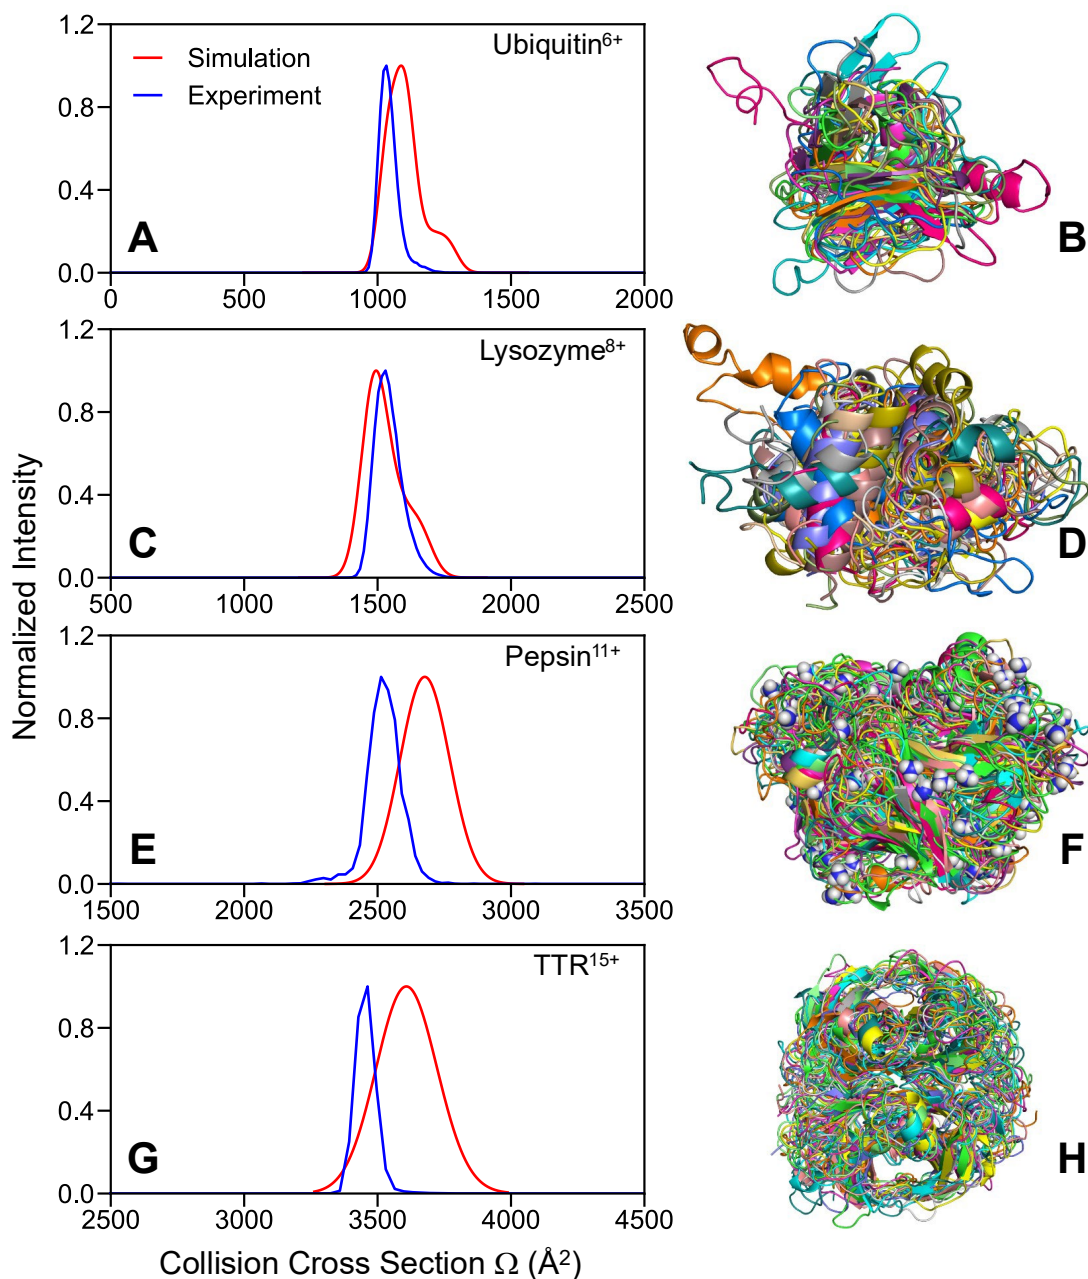 Normalized Intensity
1.2
0.8
0.4
0.0
0 500 1000 1500 2000
Simulation
Experiment
Ubiquitin⁶⁺
A
B
1.2
0.8
0.4
0.0
500 1000 1500 2000 2500
Lysozyme⁸⁺
C
D
1.2
0.8
0.4
0.0
1500 2000 2500 3000 3500
Pepsin¹¹⁺
E
F
1.2
0.8
0.4
0.0
2500 3000 3500 4000 4500
TTR¹⁵⁺
G
H
Collision Cross Section Ω (Å²)